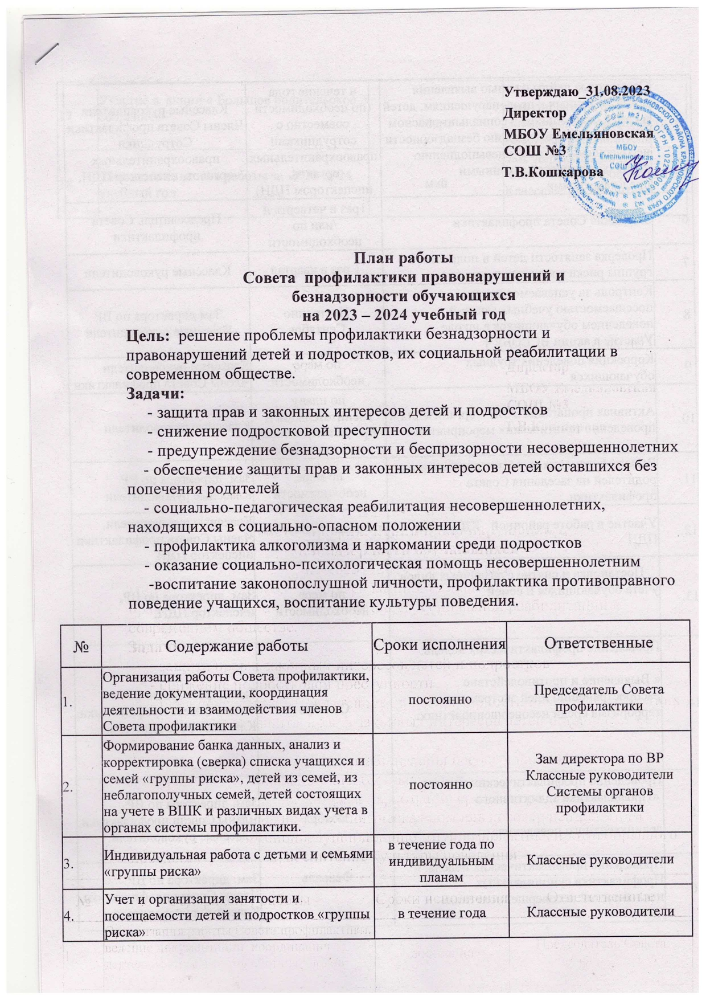 Утверждаю_31.08.2023
Директор
МБОУ Емельяновская
СОШ №3
Т.В.Кошкарова
МБОУ
Емельяновская
СОШ №3
План работы
Совета профилактики правонарушений и
безнадзорности обучающихся
на 2023 – 2024 учебный год
Цель: решение проблемы профилактики безнадзорности и
правонарушений детей и подростков, их социальной реабилитации в
современном обществе.
Задачи:
- защита прав и законных интересов детей и подростков
- снижение подростковой преступности
- предупреждение безнадзорности и беспризорности несовершеннолетних
- обеспечение защиты прав и законных интересов детей оставшихся без
попечения родителей
- социально-педагогическая реабилитация несовершеннолетних,
находящихся в социально-опасном положении
- профилактика алкоголизма и наркомании среди подростков
- оказание социально-психологическая помощь несовершеннолетним
-воспитание законопослушной личности, профилактика противоправного
поведение учащихся, воспитание культуры поведения.
№ Содержание работы Сроки исполнения Ответственные
1.
Организация работы Совета профилактики,
ведение документации, координация
деятельности и взаимодействия членов
Совета профилактики
постоянно
Председатель Совета
профилактики
2.
Формирование банка данных, анализ и
корректировка (сверка) списка учащихся и
семей «группы риска», детей из семей, из
неблагополучных семей, детей состоящих
на учете в ВШК и различных видах учета в
органах системы профилактики.
постоянно
Зам директора по ВР
Классные руководители
Системы органов
профилактики
3.
Индивидуальная работа с детьми и семьями
«группы риска»
в течение года по
индивидуальным
планам
Классные руководители
4.
Учет и организация занятости и
посещаемости детей и подростков «группы
риска»
в течение года
Классные руководители